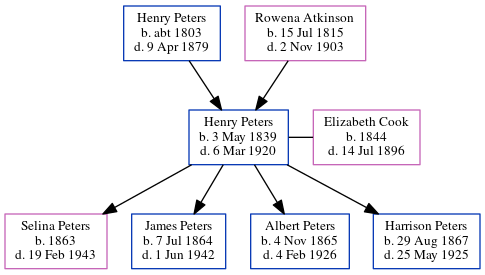 Henry Peters
b. abt 1803
d. 9 Apr 1879
Rowena Atkinson
b. 15 Jul 1815
d. 2 Nov 1903
Henry Peters
b. 3 May 1839
d. 6 Mar 1920
Elizabeth Cook
b. 1844
d. 14 Jul 1896
Selina Peters
b. 1863
d. 19 Feb 1943
James Peters
b. 7 Jul 1864
d. 1 Jun 1942
Albert Peters
b. 4 Nov 1865
d. 4 Feb 1926
Harrison Peters
b. 29 Aug 1867
d. 25 May 1925